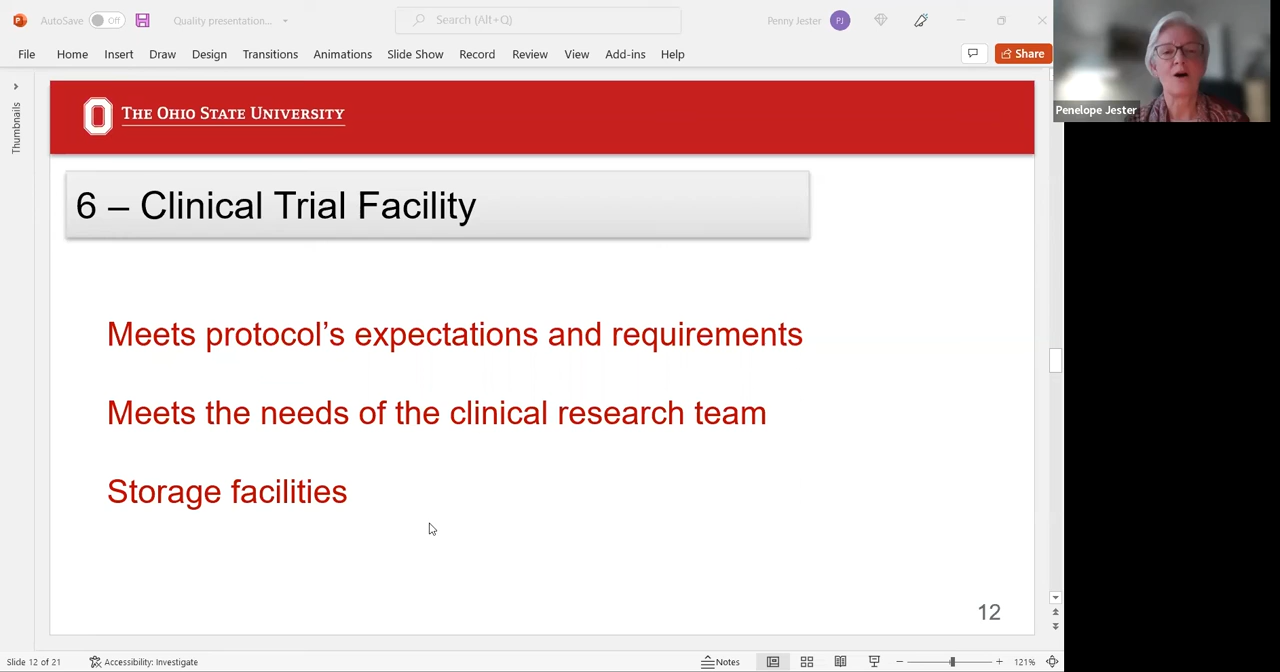 AutoSave Off Quality presentation... Search (Alt+Q) Penny Jester PJ
File Home Insert Draw Design Transitions Animations Slide Show Record Review View Add-ins Help Share
Penelope Jester
Thumbnails
THE OHIO STATE UNIVERSITY
6 – Clinical Trial Facility
Meets protocol’s expectations and requirements
Meets the needs of the clinical research team
Storage facilities
12
Slide 12 of 21 Accessibility: Investigate Notes 121%